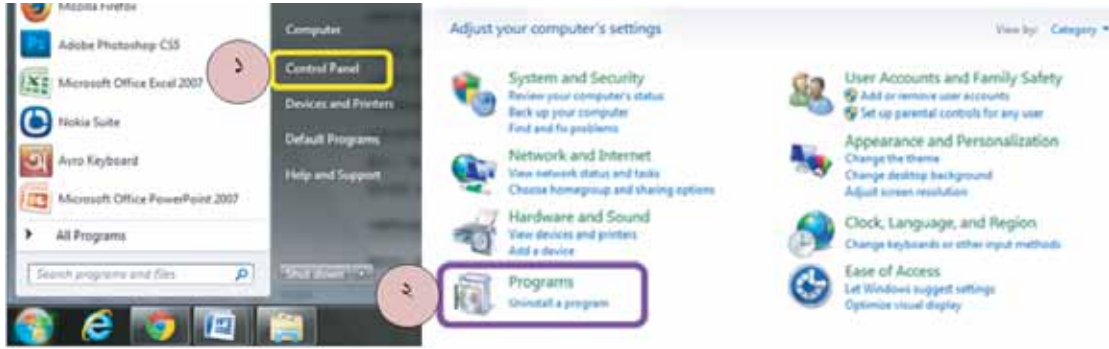 Mozilla Firefox
Adobe Photoshop CS5
Microsoft Office Excel 2007
Nokia Suite
Avro Keyboard
Microsoft Office PowerPoint 2007
All Programs
Search programs and files
Computer
Control Panel
Devices and Printers
Default Programs
Help and Support
Shut down
১
২
Adjust your computer's settings
View by: Category
System and Security
Review your computer's status
Back up your computer
Find and fix problems
Network and Internet
View network status and tasks
Choose homegroup and sharing options
Hardware and Sound
View devices and printers
Add a device
Programs
Uninstall a program
User Accounts and Family Safety
Add or remove user accounts
Set up parental controls for any user
Appearance and Personalization
Change the theme
Change desktop background
Adjust screen resolution
Clock, Language, and Region
Change keyboards or other input methods
Ease of Access
Let Windows suggest settings
Optimize visual display